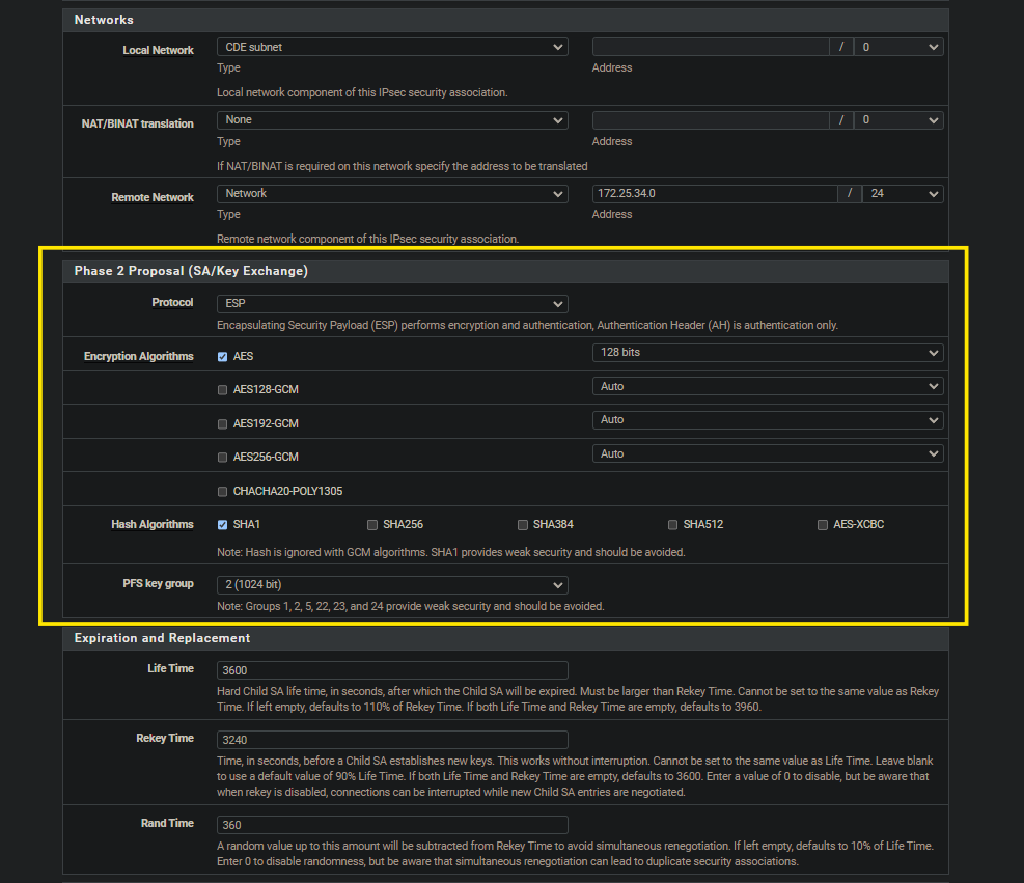 Networks
Local Network
CDE subnet
/ 0
Type
Address
Local network component of this IPsec security association.
NAT/BINAT translation
None
/ 0
Type
Address
If NAT/BINAT is required on this network specify the address to be translated
Remote Network
Network
172.25.34.0 / 24
Type
Address
Remote network component of this IPsec security association.
Phase 2 Proposal (SA/Key Exchange)
Protocol
ESP
Encapsulating Security Payload (ESP) performs encryption and authentication, Authentication Header (AH) is authentication only.
Encryption Algorithms
AES
128 bits
AES128-GCM
Auto
AES192-GCM
Auto
AES256-GCM
Auto
CHACHA20-POLY1305
Hash Algorithms
SHA1 SHA256 SHA384 SHA512 AES-XCBC
Note: Hash is ignored with GCM algorithms. SHA1 provides weak security and should be avoided.
PFS key group
2 (1024 bit)
Note: Groups 1, 2, 5, 22, 23, and 24 provide weak security and should be avoided.
Expiration and Replacement
Life Time
3600
Hard Child SA life time, in seconds, after which the Child SA will be expired. Must be larger than Rekey Time. Cannot be set to the same value as Rekey
Time. If left empty, defaults to 110% of Rekey Time. If both Life Time and Rekey Time are empty, defaults to 3960.
Rekey Time
3240
Time, in seconds, before a Child SA establishes new keys. This works without interruption. Cannot be set to the same value as Life Time. Leave blank
to use a default value of 90% Life Time. If both Life Time and Rekey Time are empty, defaults to 3600. Enter a value of 0 to disable, but be aware that
when rekey is disabled, connections can be interrupted while new Child SA entries are negotiated.
Rand Time
360
A random value up to this amount will be subtracted from Rekey Time to avoid simultaneous renegotiation. If left empty, defaults to 10% of Life Time.
Enter 0 to disable randomness, but be aware that simultaneous renegotiation can lead to duplicate security associations.